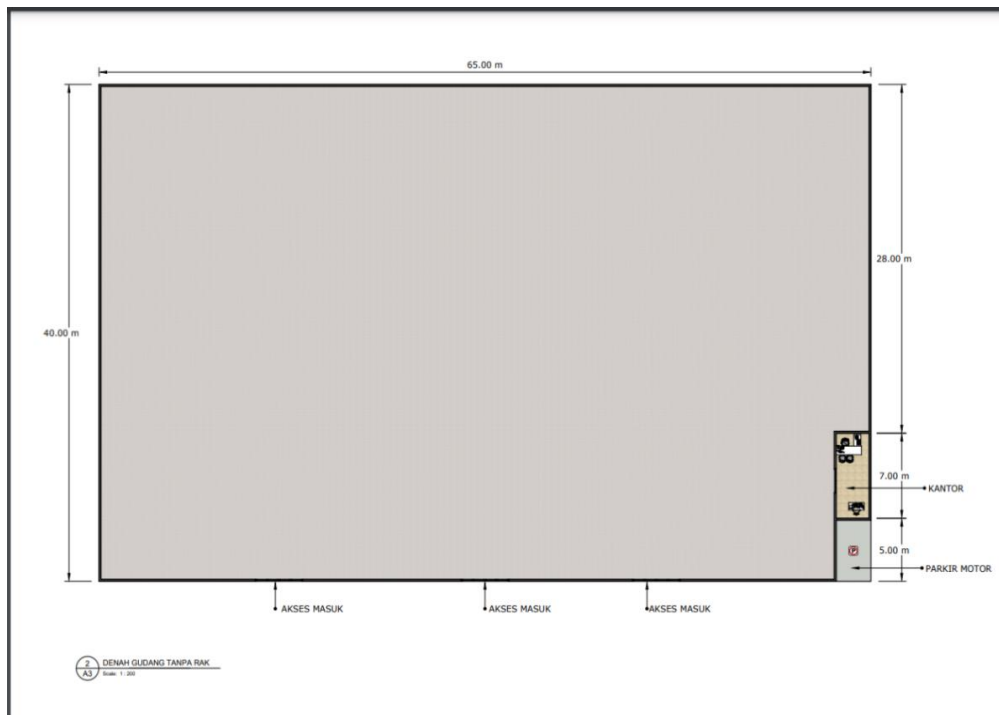 65.00 m
28.00 m
40.00 m
7.00 m
KANTOR
5.00 m
P
PARKIR MOTOR
AKSES MASUK
AKSES MASUK
AKSES MASUK
2
DENAH GUDANG TANPA RAK
A3
Scale 1 : 200